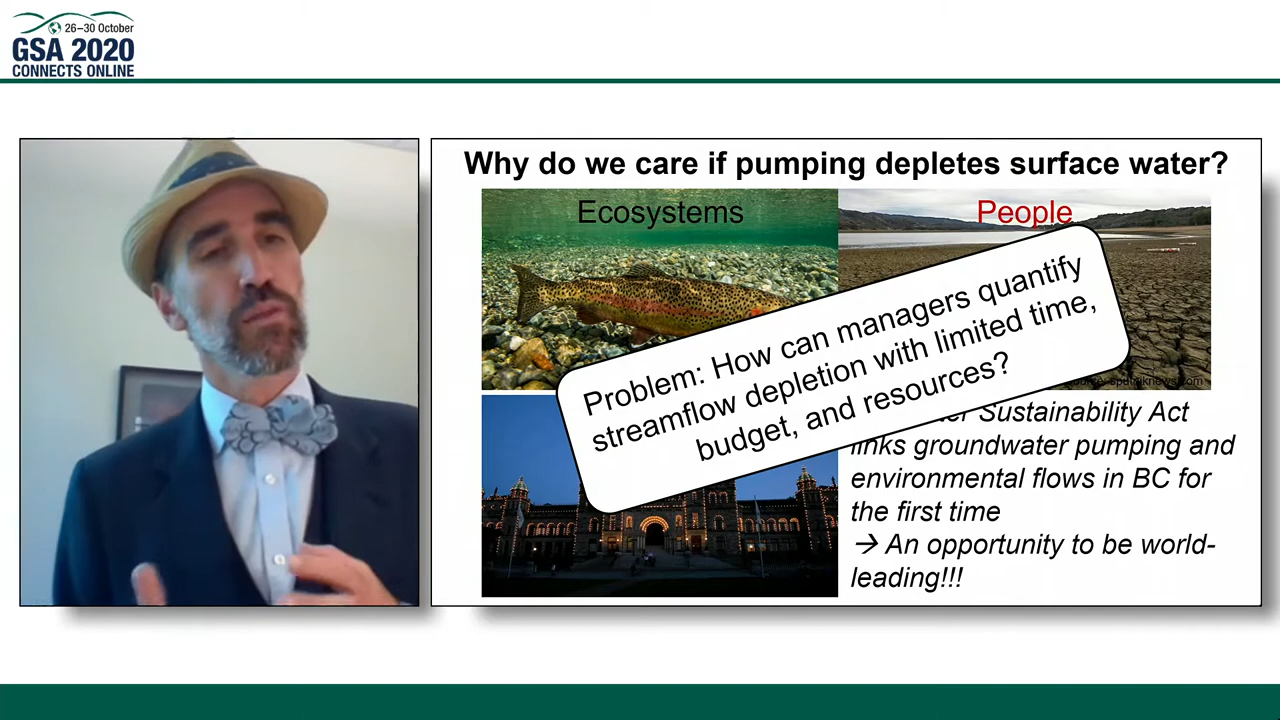 26–30 October
GSA 2020
CONNECTS ONLINE
Why do we care if pumping depletes surface water?
Ecosystems
People
Problem: How can managers quantify
streamflow depletion with limited time,
budget, and resources?
Sustainability Act
links groundwater pumping and
environmental flows in BC for
the first time
→ An opportunity to be world-
leading!!!